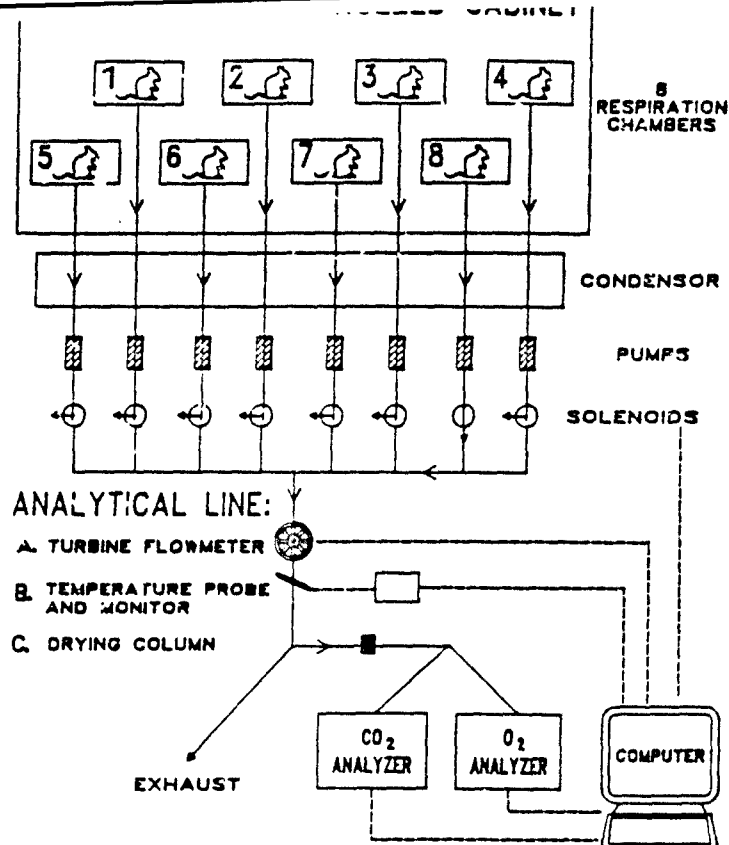 CABINET
1
2
3
4
8
RESPIRATION
CHAMBERS
5
6
7
8
CONDENSOR
PUMPS
SOLENOIDS
ANALYTICAL LINE:
A. TURBINE FLOWMETER
B. TEMPERATURE PROBE
AND MONITOR
C. DRYING COLUMN
CO2
ANALYZER
O2
ANALYZER
COMPUTER
EXHAUST